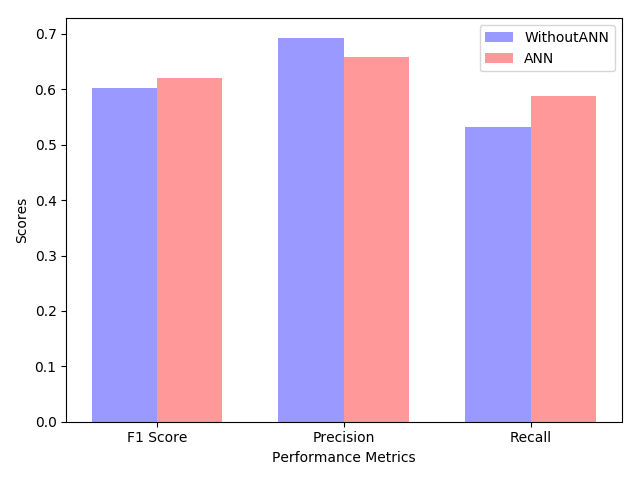 WithoutANN
ANN
0.7
0.6
0.5
0.4
0.3
0.2
0.1
0.0
Scores
F1 Score Precision Recall
Performance Metrics